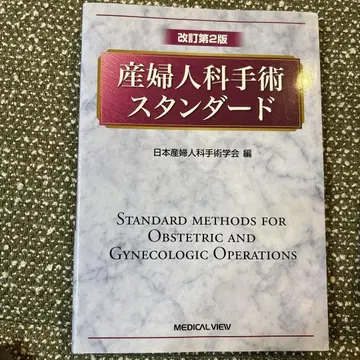 改訂第2版
産婦人科手術
スタンダード
日本産婦人科手術学会 編
STANDARD METHODS FOR
OBSTETRIC AND
GYNECOLOGIC OPERATIONS
MEDICAL VIEW